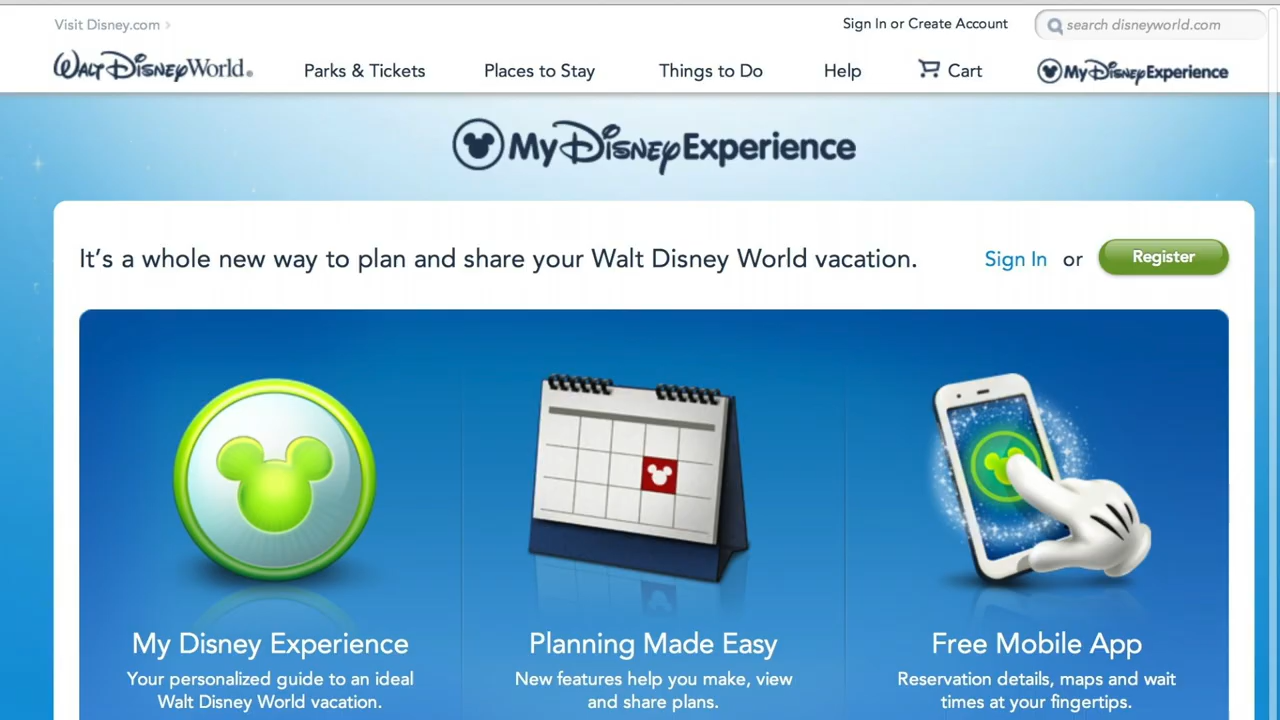 Visit Disney.com ›
Sign In or Create Account
search disneyworld.com
Walt Disney World.
Parks & Tickets
Places to Stay
Things to Do
Help
Cart
My Disney Experience
My Disney Experience
It's a whole new way to plan and share your Walt Disney World vacation.
Sign In or Register
My Disney Experience
Your personalized guide to an ideal
Walt Disney World vacation.
Planning Made Easy
New features help you make, view
and share plans.
Free Mobile App
Reservation details, maps and wait
times at your fingertips.